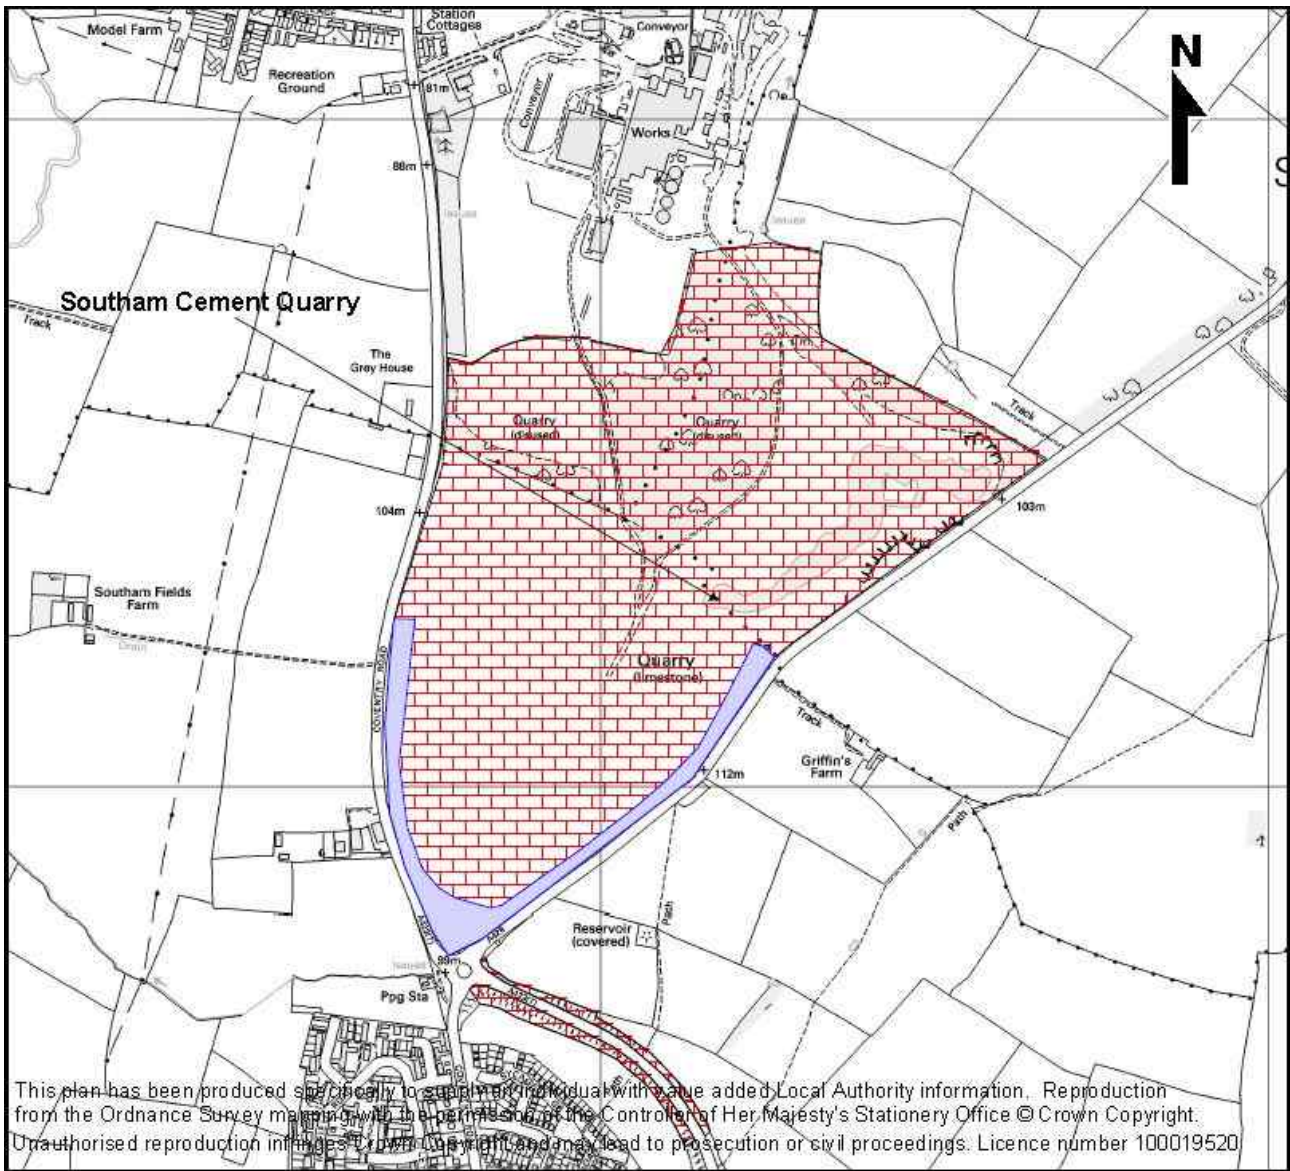 Station
Cottages
Conveyor
Model Farm
N
Recreation
Ground
81m
Conveyor
Works
88m
Southam Cement Quarry
Track
The
Grey House
Track
Quarry
(disused)
Quarry
(disused)
104m
103m
Southam Fields
Farm
Drain
COVENTRY ROAD
Quarry
(limestone)
Track
Griffin's
Farm
112m
Path
Path
Reservoir
(covered)
99m
Ppg Sta
This plan has been produced specifically to supply an individual with value added Local Authority information. Reproduction
from the Ordnance Survey mapping with the permission of the Controller of Her Majesty's Stationery Office © Crown Copyright.
Unauthorised reproduction infringes Crown Copyright and may lead to prosecution or civil proceedings. Licence number 100019520